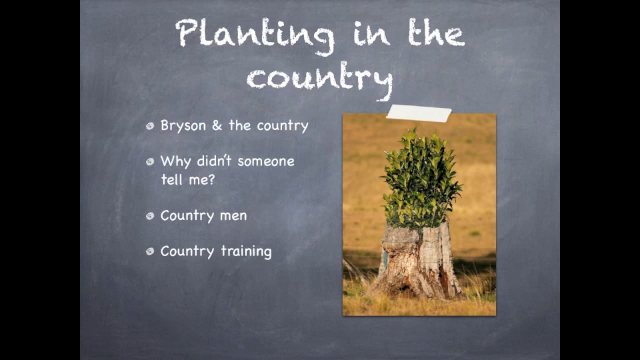 Planting in the
country
Bryson & the country
Why didn't someone
tell me?
Country men
Country training